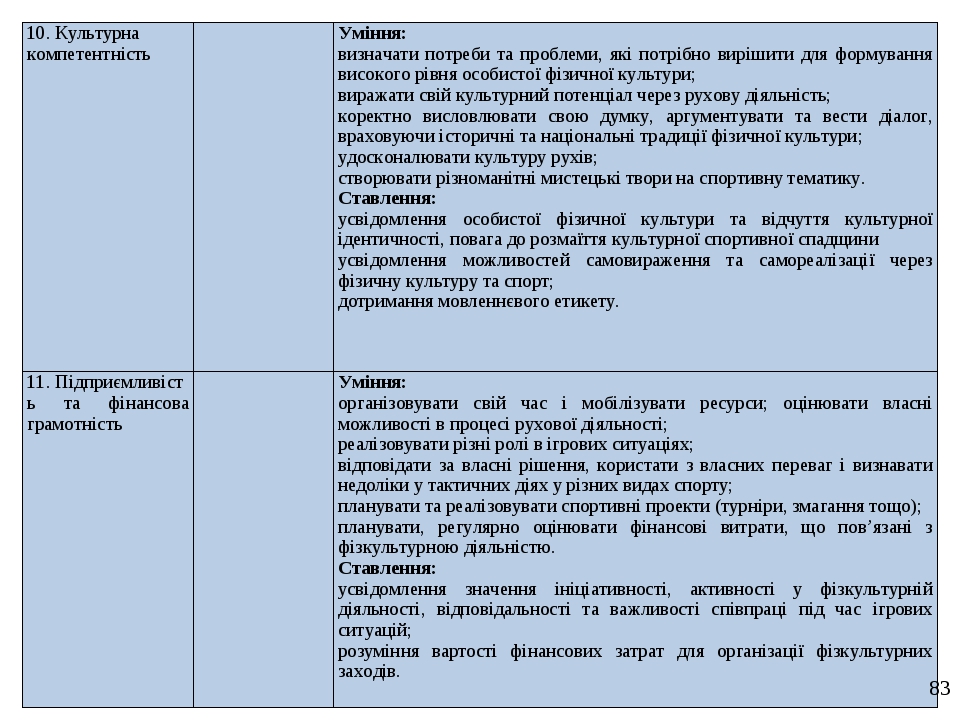 10. Культурна
компетентність
Уміння:
визначати потреби та проблеми, які потрібно вирішити для формування
високого рівня особистої фізичної культури;
виражати свій культурний потенціал через рухову діяльність;
коректно висловлювати свою думку, аргументувати та вести діалог,
враховуючи історичні та національні традиції фізичної культури;
удосконалювати культуру рухів;
створювати різноманітні мистецькі твори на спортивну тематику.
Ставлення:
усвідомлення особистої фізичної культури та відчуття культурної
ідентичності, повага до розмаїття культурної спортивної спадщини
усвідомлення можливостей самовираження та самореалізації через
фізичну культуру та спорт;
дотримання мовленнєвого етикету.
11. Підприємливіст
ь та фінансова
грамотність
Уміння:
організовувати свій час і мобілізувати ресурси; оцінювати власні
можливості в процесі рухової діяльності;
реалізовувати різні ролі в ігрових ситуаціях;
відповідати за власні рішення, користати з власних переваг і визнавати
недоліки у тактичних діях у різних видах спорту;
планувати та реалізовувати спортивні проекти (турніри, змагання тощо);
планувати, регулярно оцінювати фінансові витрати, що пов’язані з
фізкультурною діяльністю.
Ставлення:
усвідомлення значення ініціативності, активності у фізкультурній
діяльності, відповідальності та важливості співпраці під час ігрових
ситуацій;
розуміння вартості фінансових затрат для організації фізкультурних
заходів.
83